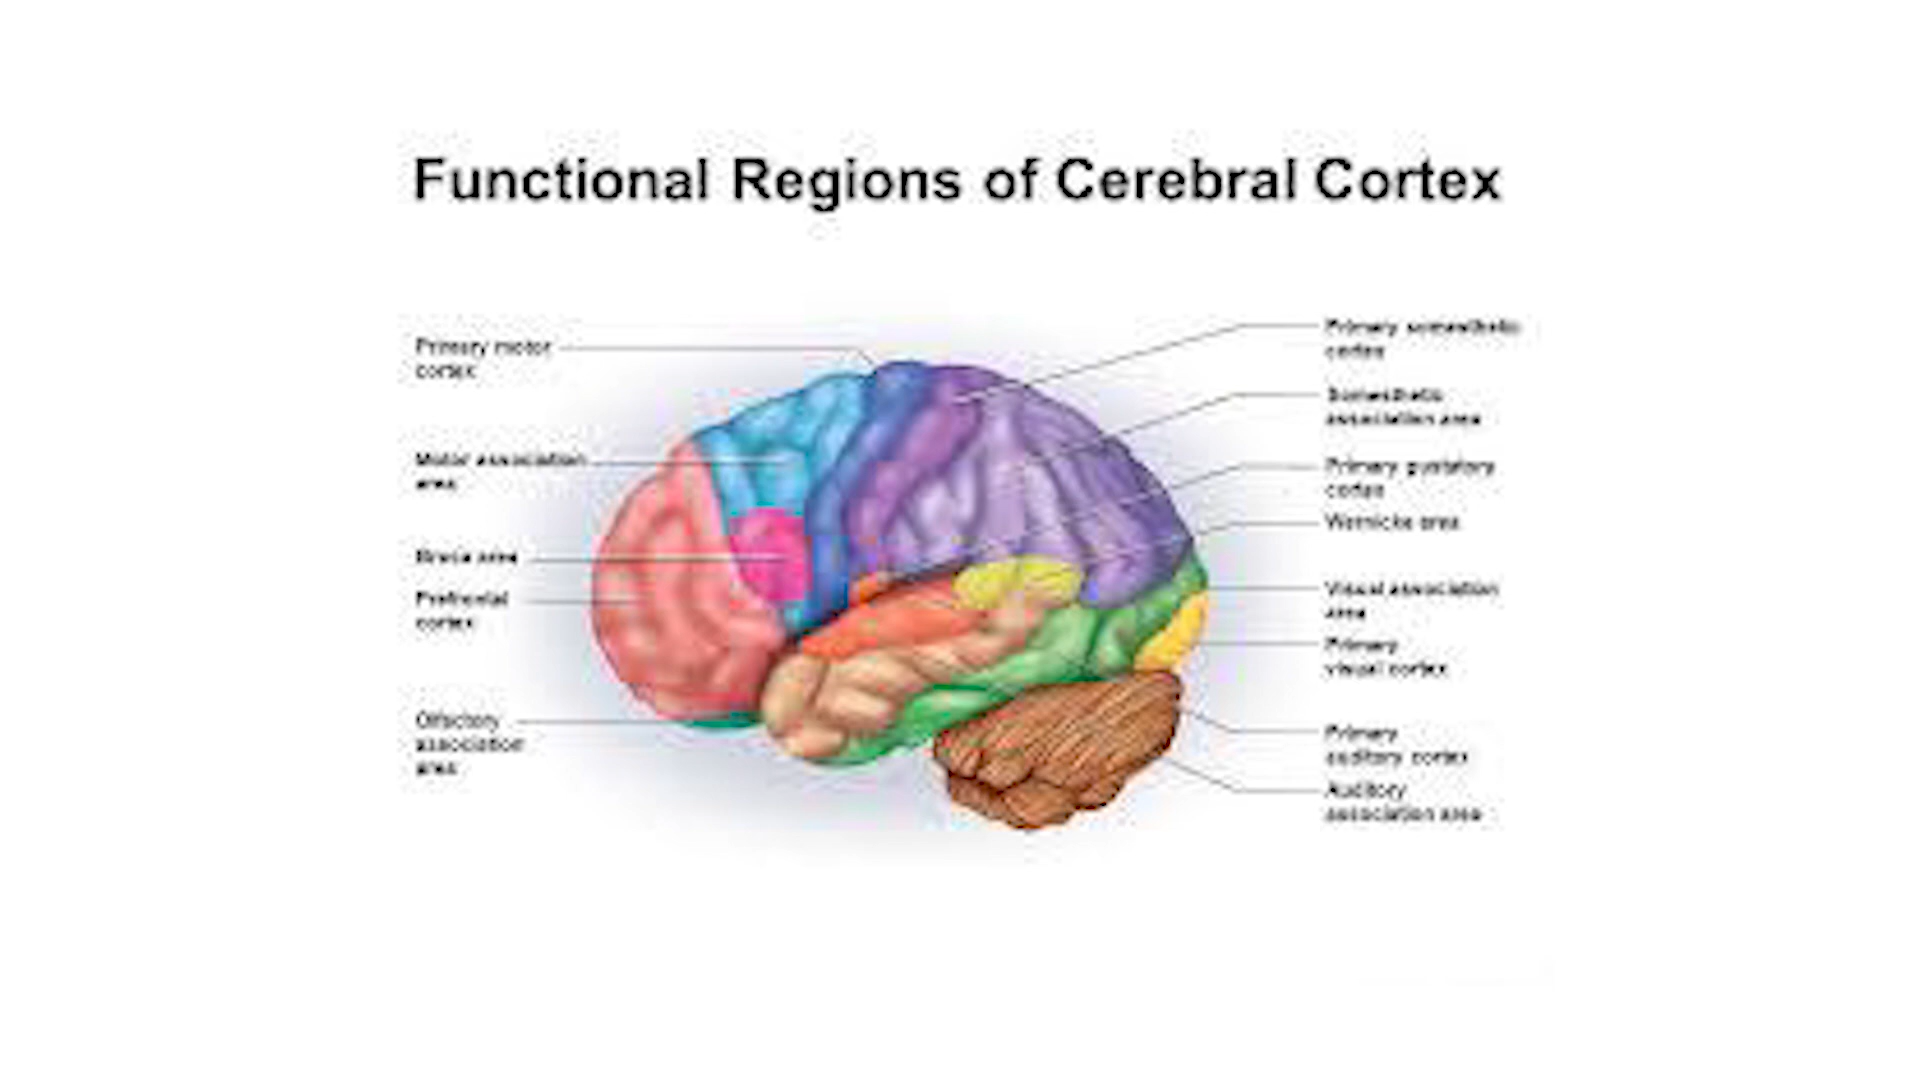 Functional Regions of Cerebral Cortex
Primary motor
cortex
Motor association
area
Broca area
Prefrontal
cortex
Olfactory
association
area
Primary somesthetic
cortex
Somesthetic
association area
Primary gustatory
cortex
Wernicke area
Visual association
area
Primary
visual cortex
Primary
auditory cortex
Auditory
association area